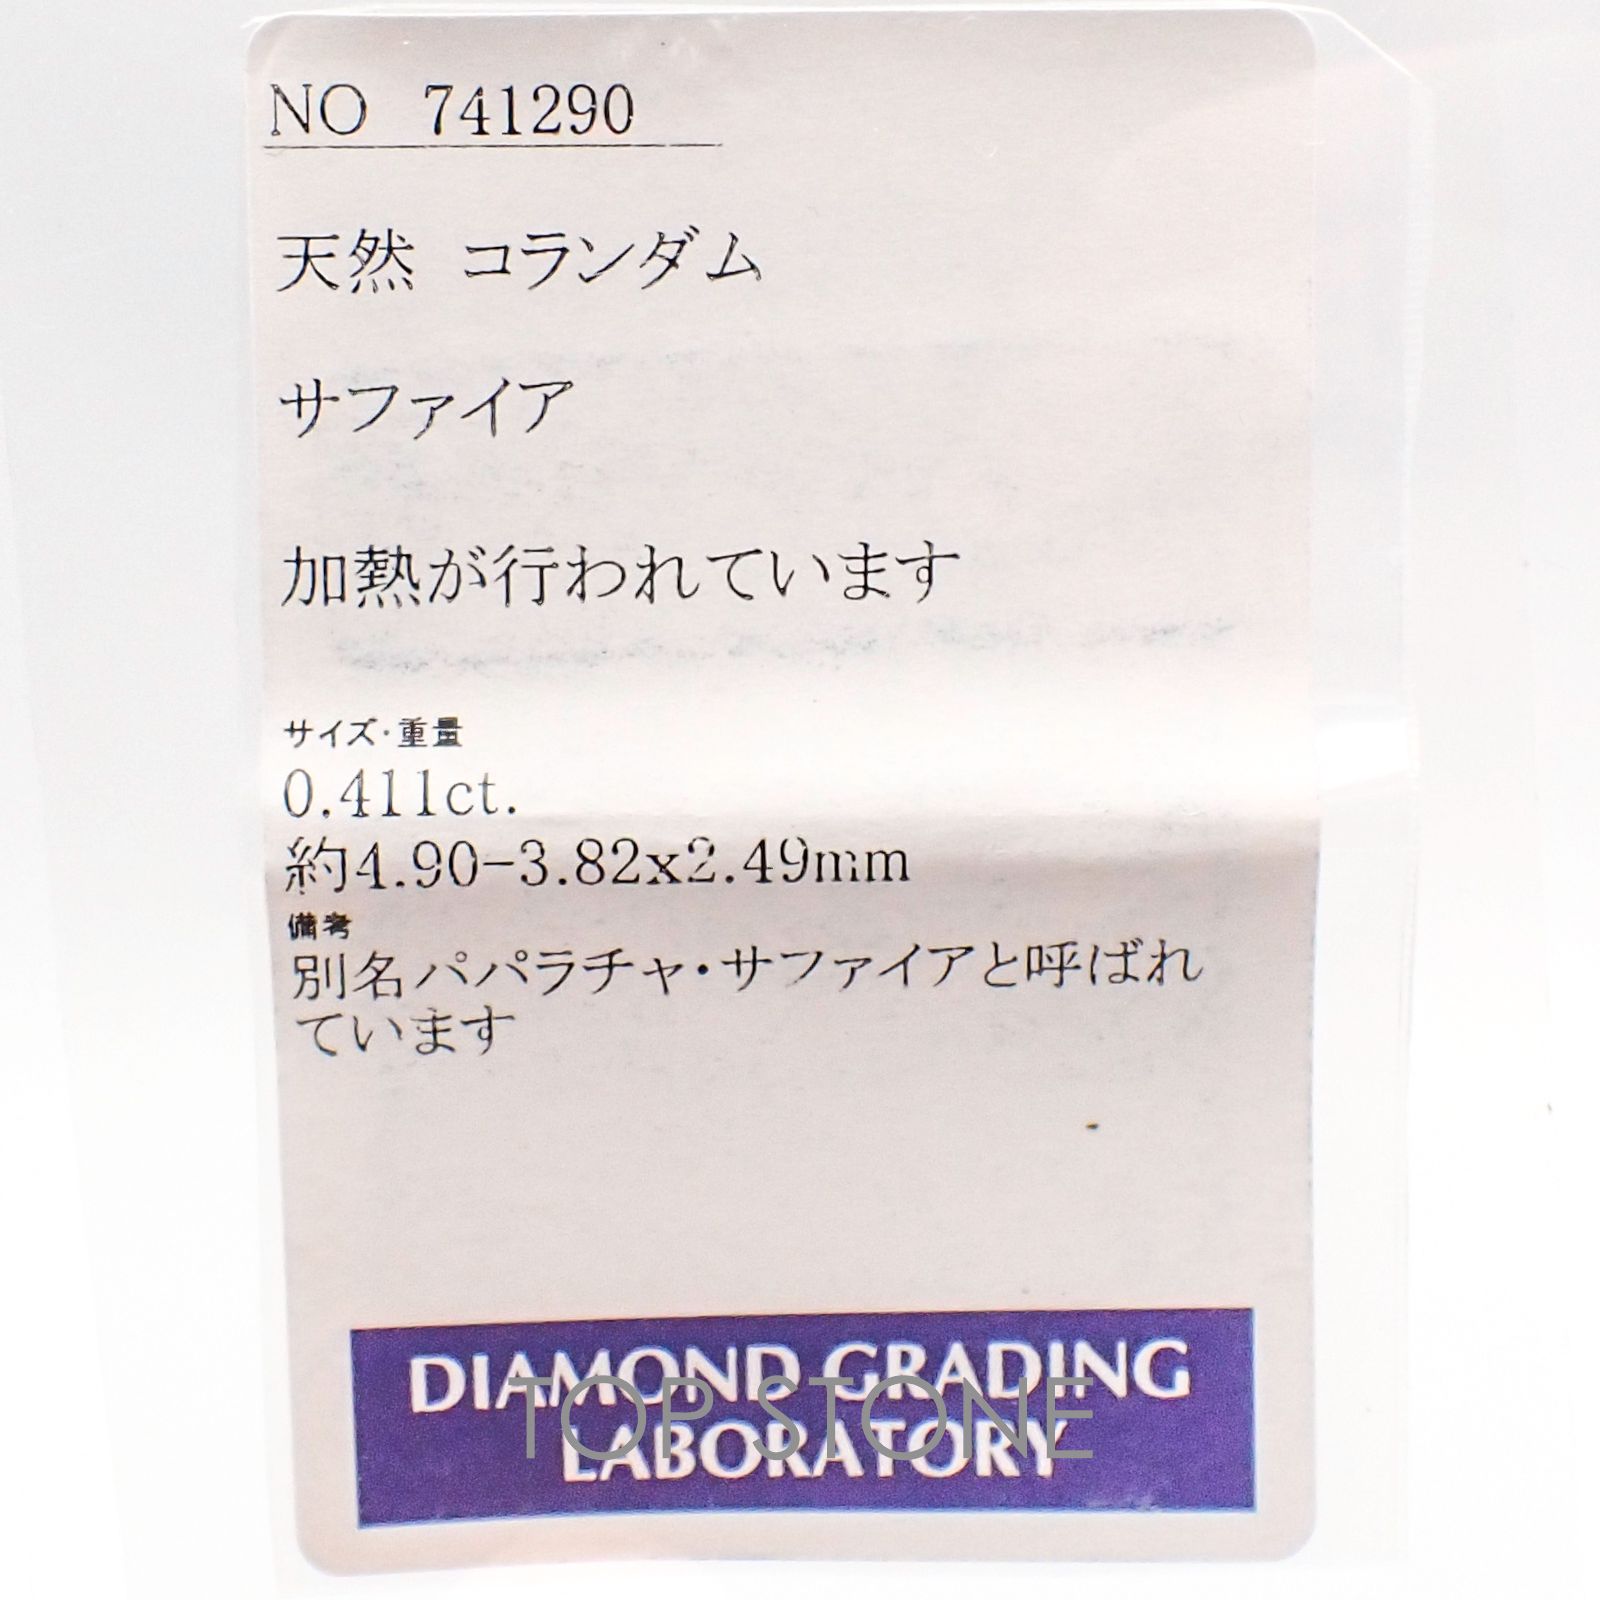 NO 741290
天然 コランダム
サファイア
加熱が行われています
サイズ・重量
0.411ct.
約4.90-3.82x2.49mm
備考
別名パパラチャ・サファイアと呼ばれ
ています
DIAMOND GRADING
TOP STONE
LABORATORY